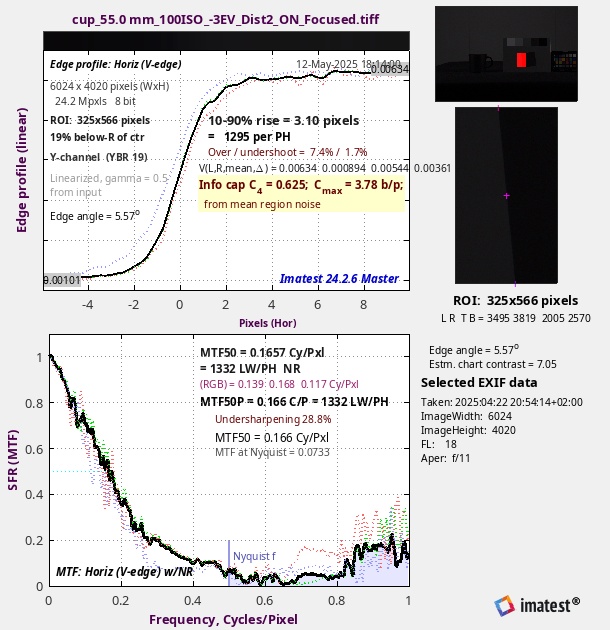 cup_55.0 mm_100ISO_-3EV_Dist2_ON_Focused.tiff
Edge profile: Horiz (V-edge)
12-May-2025 18:14:00
0.00634
6024 x 4020 pixels (WxH)
24.2 Mpxls   8 bit
ROI:  325x566 pixels
19% below-R of ctr
Y-channel  (YBR 19)
Linearized, gamma = 0.5
from input
Edge angle = 5.57°
10-90% rise = 3.10 pixels
=   1295 per PH
Over / undershoot =  7.4% /  1.7%
V(L,R,mean,Δ) = 0.00634  0.000894  0.00544  0.00361
Info cap C4 = 0.625;  Cmax = 3.78 b/p;
from mean region noise
Imatest 24.2.6 Master
Edge profile (linear)
-4 -2 0 2 4 6 8
Pixels (Hor)
ROI:  325x566 pixels
L R  T B = 3495 3819  2005 2570
Edge angle = 5.57°
Estm. chart contrast = 7.05
Selected EXIF data
Taken: 2025:04:22 20:54:14+02:00
ImageWidth:  6024
ImageHeight:  4020
FL:   18
Aper:  f/11
MTF50 = 0.1657 Cy/Pxl
= 1332 LW/PH  NR
(RGB) = 0.139  0.168  0.117 Cy/Pxl
MTF50P = 0.166 C/P = 1332 LW/PH
Undersharpening 28.8%
MTF50 = 0.166 Cy/Pxl
MTF at Nyquist = 0.0733
Nyquist f
MTF: Horiz (V-edge) w/NR
SFR (MTF)
1
0.8
0.6
0.4
0.2
0
0 0.2 0.4 0.6 0.8 1
Frequency, Cycles/Pixel
imatest®